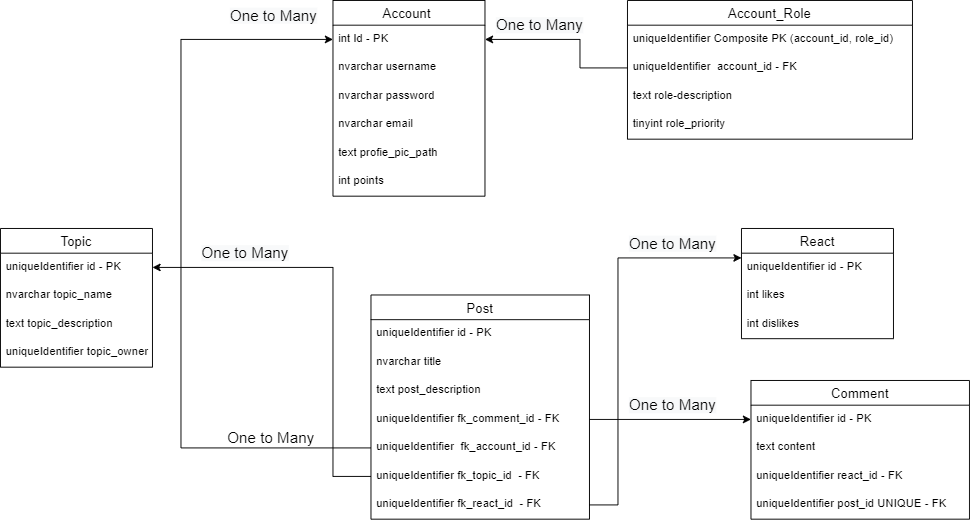 One to Many
Account
int Id - PK
nvarchar username
nvarchar password
nvarchar email
text profie_pic_path
int points
One to Many
Account_Role
uniqueIdentifier Composite PK (account_id, role_id)
uniqueIdentifier account_id - FK
text role-description
tinyint role_priority
Topic
uniqueIdentifier id - PK
nvarchar topic_name
text topic_description
uniqueIdentifier topic_owner
One to Many
One to Many
React
uniqueIdentifier id - PK
int likes
int dislikes
Post
uniqueIdentifier id - PK
nvarchar title
text post_description
uniqueIdentifier fk_comment_id - FK
uniqueIdentifier fk_account_id - FK
uniqueIdentifier fk_topic_id - FK
uniqueIdentifier fk_react_id - FK
One to Many
One to Many
Comment
uniqueIdentifier id - PK
text content
uniqueIdentifier react_id - FK
uniqueIdentifier post_id UNIQUE - FK